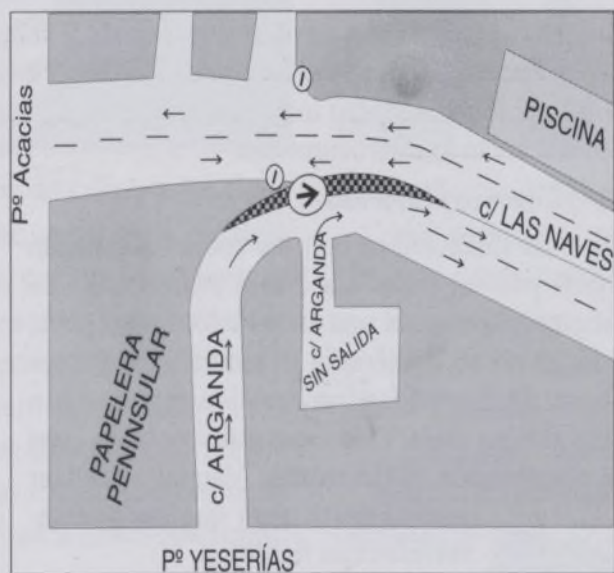 PISCINA
Pº Acacias
c/ LAS NAVES
c/ ARGANDA
SIN SALIDA
PAPELERA
PENINSULAR
c/ ARGANDA
Pº YESERÍAS